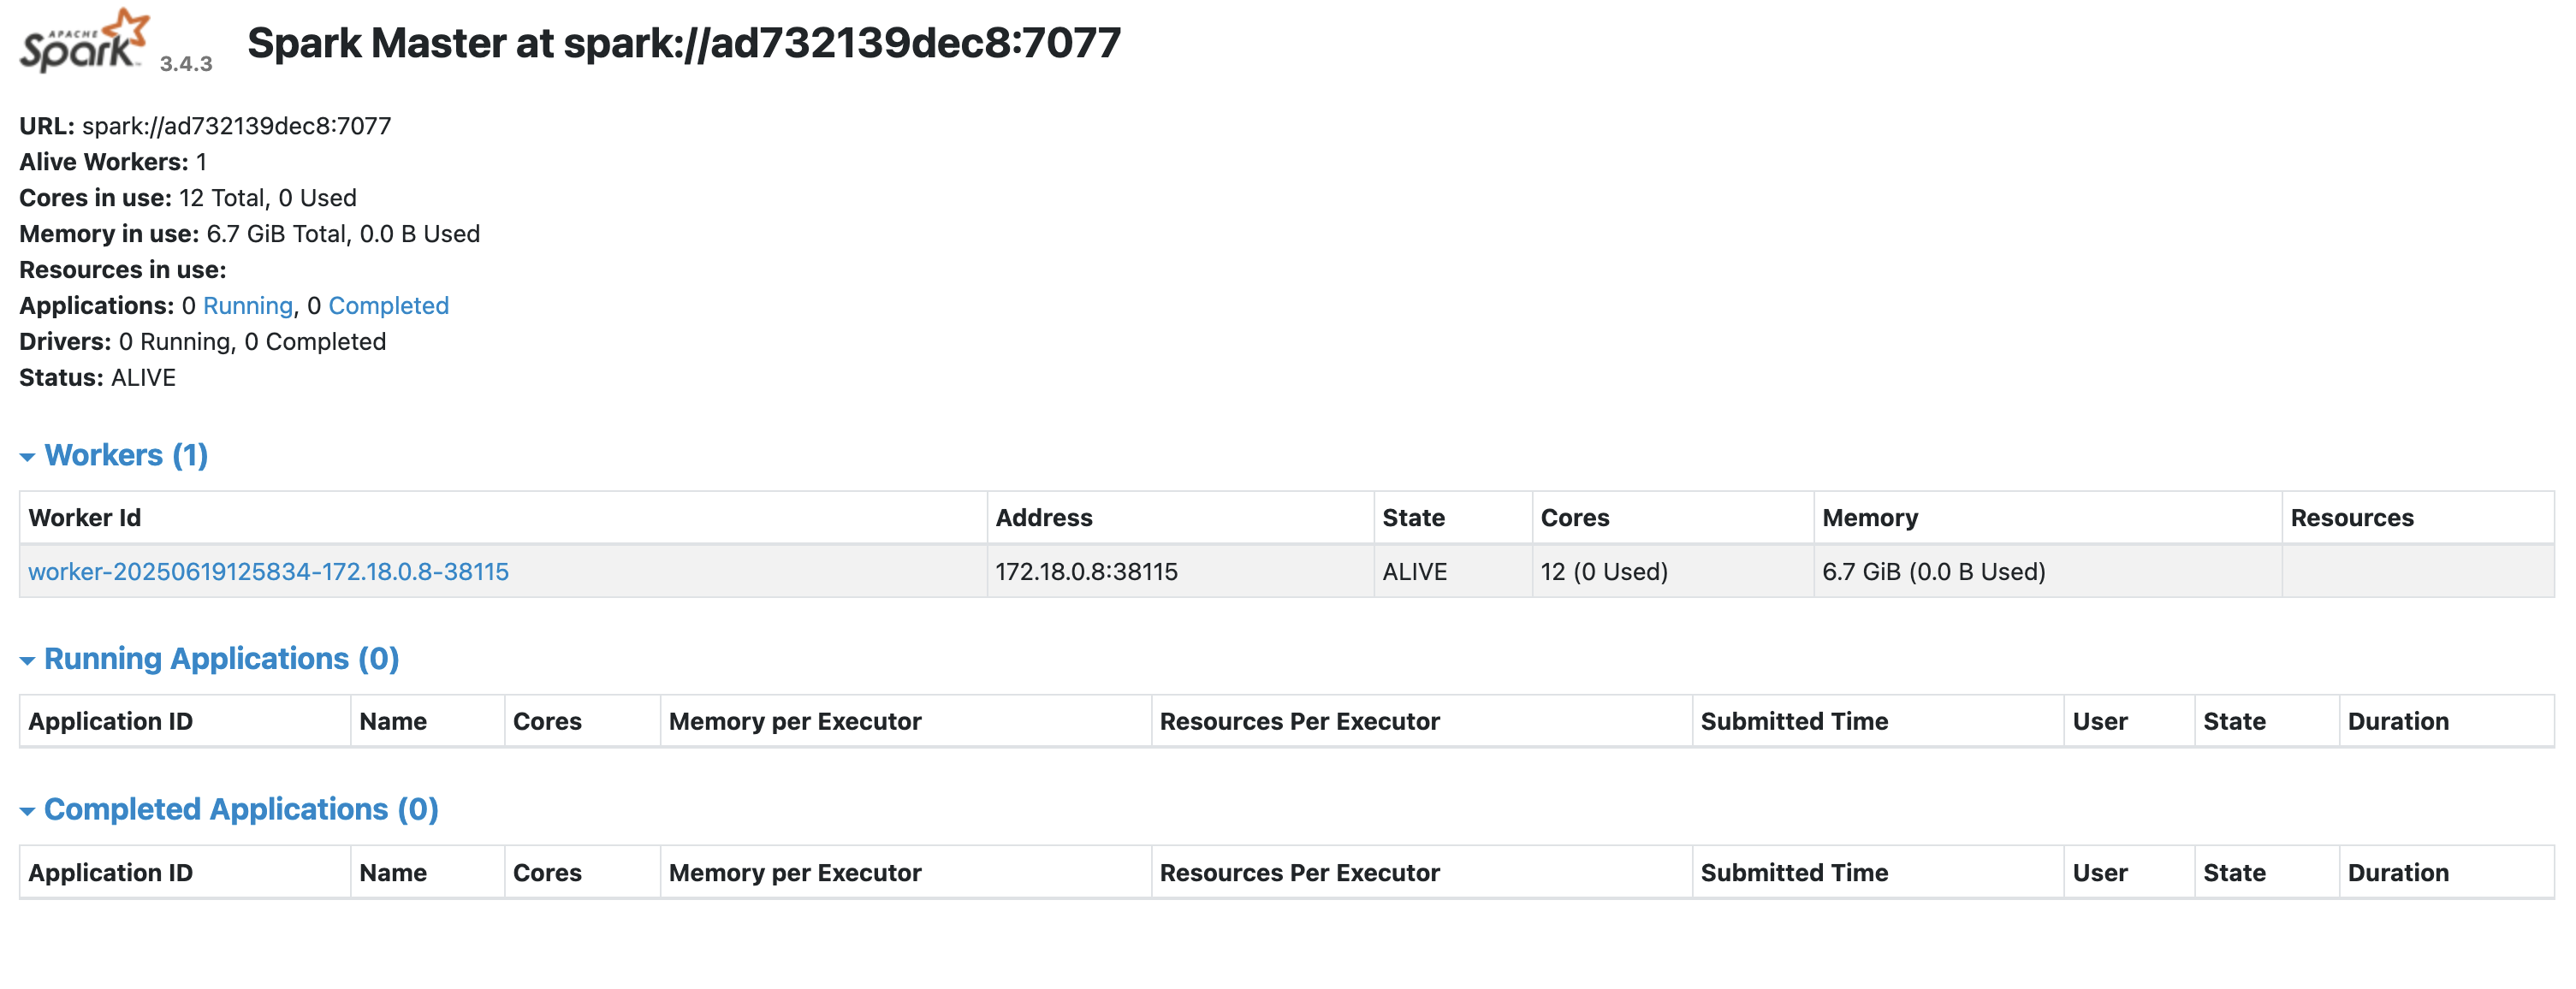 APACHE
Spark 3.4.3 Spark Master at spark://ad732139dec8:7077
URL: spark://ad732139dec8:7077
Alive Workers: 1
Cores in use: 12 Total, 0 Used
Memory in use: 6.7 GiB Total, 0.0 B Used
Resources in use:
Applications: 0 Running, 0 Completed
Drivers: 0 Running, 0 Completed
Status: ALIVE
Workers (1)
Worker Id Address State Cores Memory Resources
worker-20250619125834-172.18.0.8-38115 172.18.0.8:38115 ALIVE 12 (0 Used) 6.7 GiB (0.0 B Used)
Running Applications (0)
Application ID Name Cores Memory per Executor Resources Per Executor Submitted Time User State Duration
Completed Applications (0)
Application ID Name Cores Memory per Executor Resources Per Executor Submitted Time User State Duration